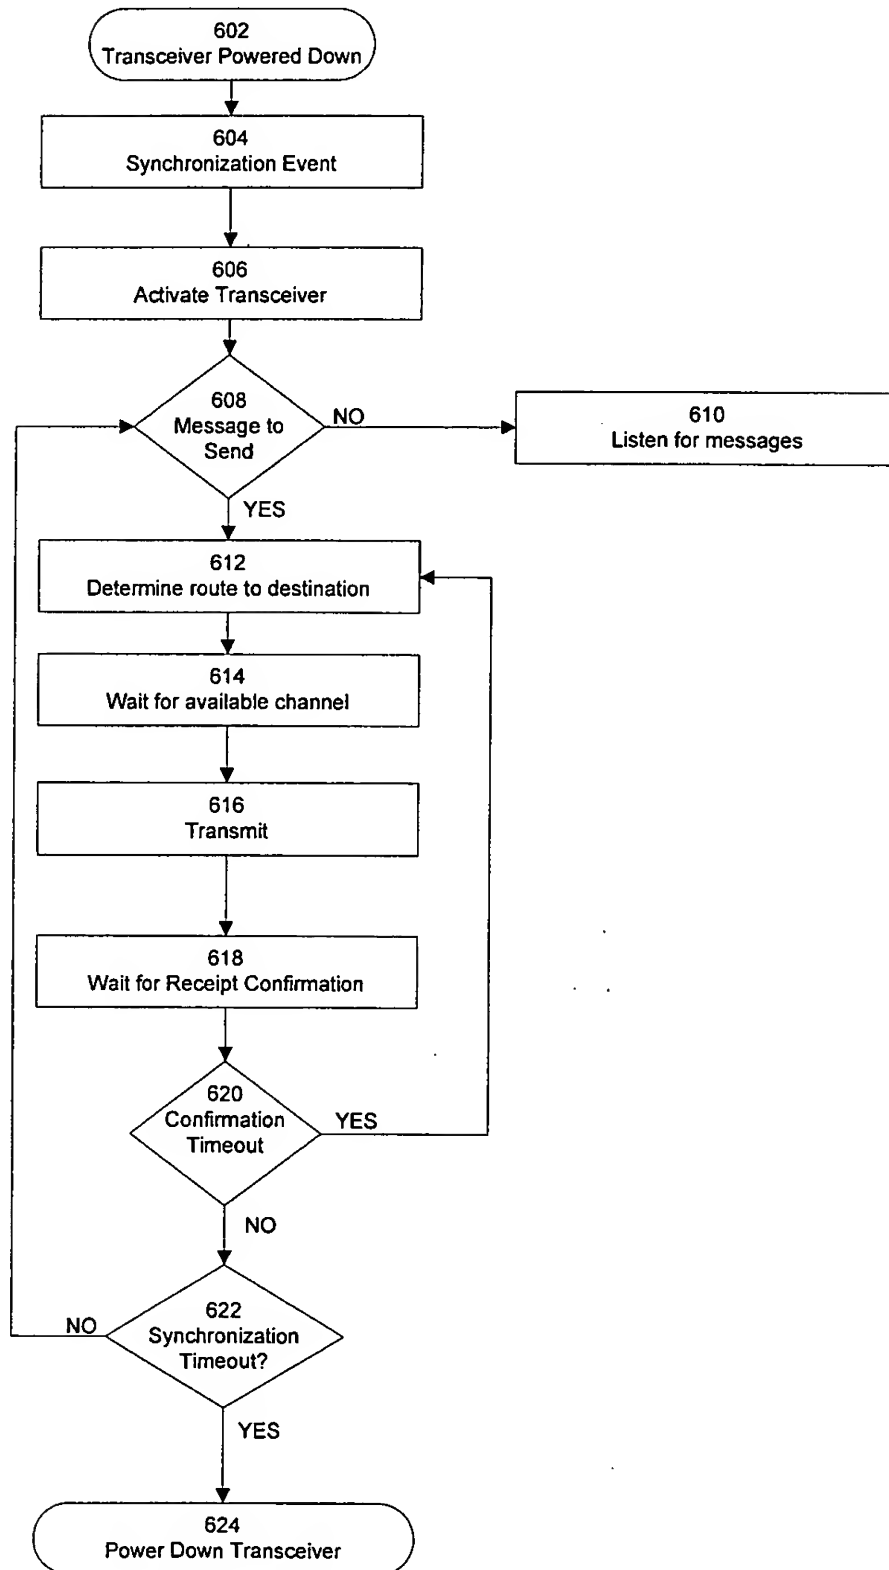 602
Transceiver Powered Down
604
Synchronization Event
606
Activate Transceiver
608
Message to
Send
NO
610
Listen for messages
YES
612
Determine route to destination
614
Wait for available channel
616
Transmit
618
Wait for Receipt Confirmation
620
Confirmation
Timeout
YES
NO
622
Synchronization
Timeout?
NO
YES
624
Power Down Transceiver